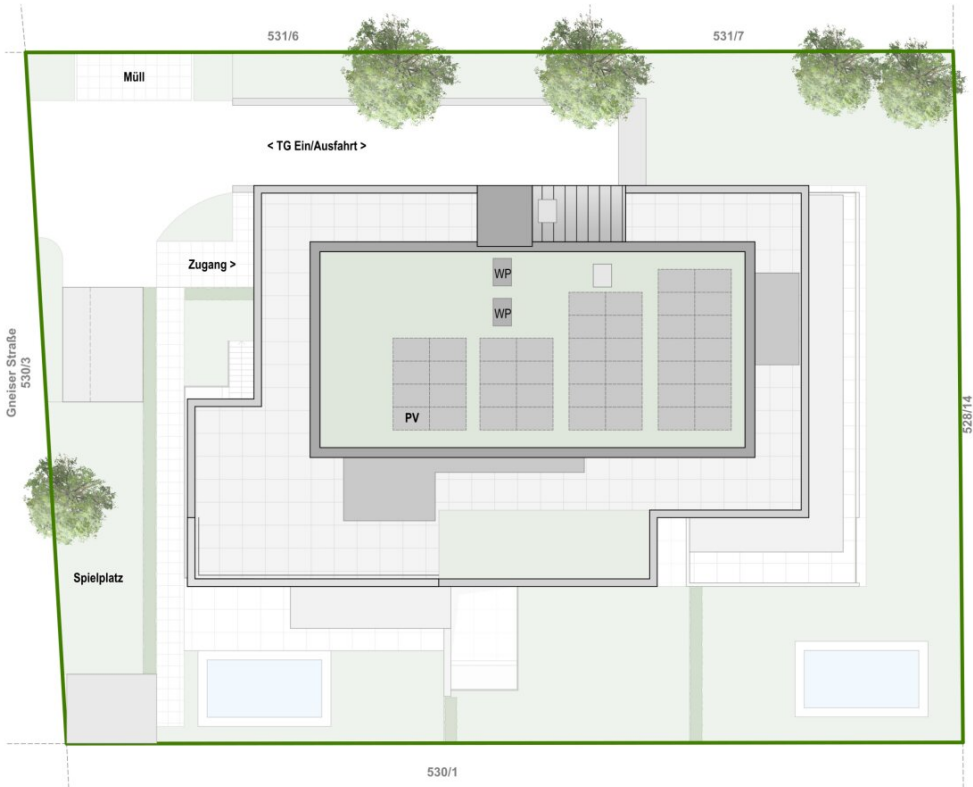 531/6
531/7
Müll
< TG Ein/Ausfahrt >
Zugang >
WP
WP
PV
Gneiser Straße
530/3
528/14
Spielplatz
530/1